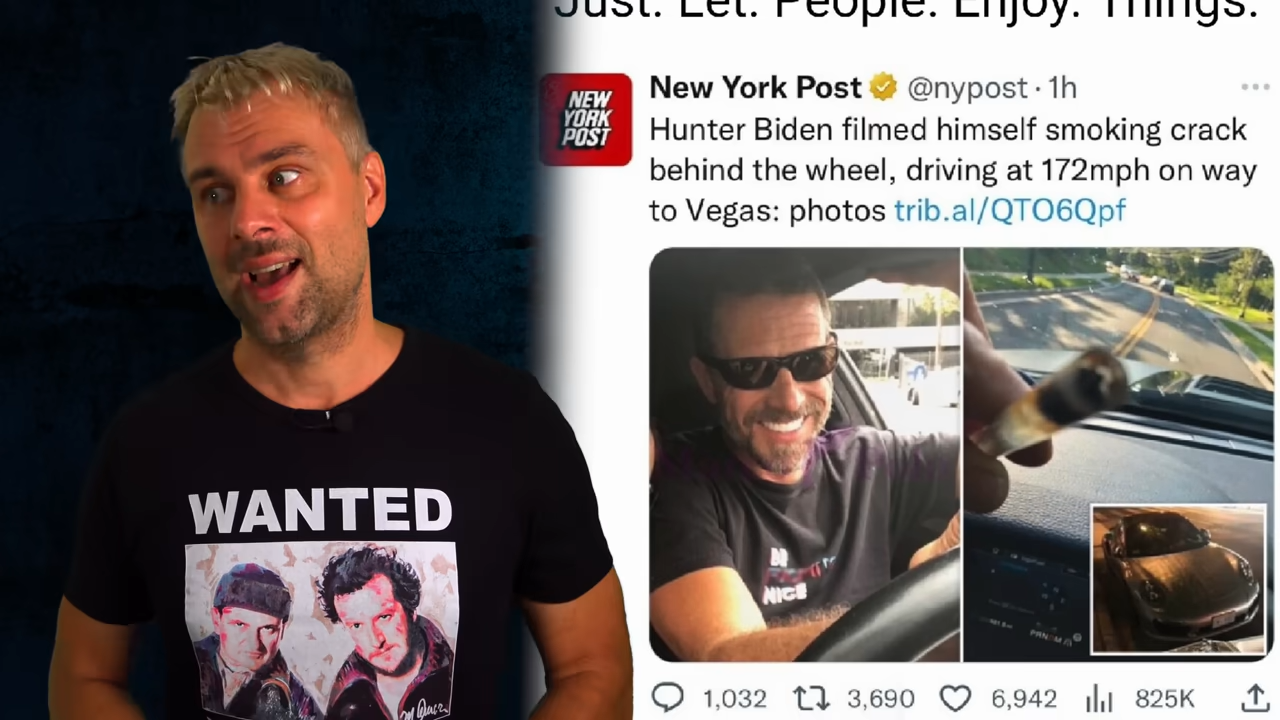 Just. Let. People. Enjoy. Things.
NEW
YORK
POST
New York Post @nypost · 1h
Hunter Biden filmed himself smoking crack
behind the wheel, driving at 172mph on way
to Vegas: photos trib.al/QTO6Qpf
WANTED
NICE
1,032 3,690 6,942 825K